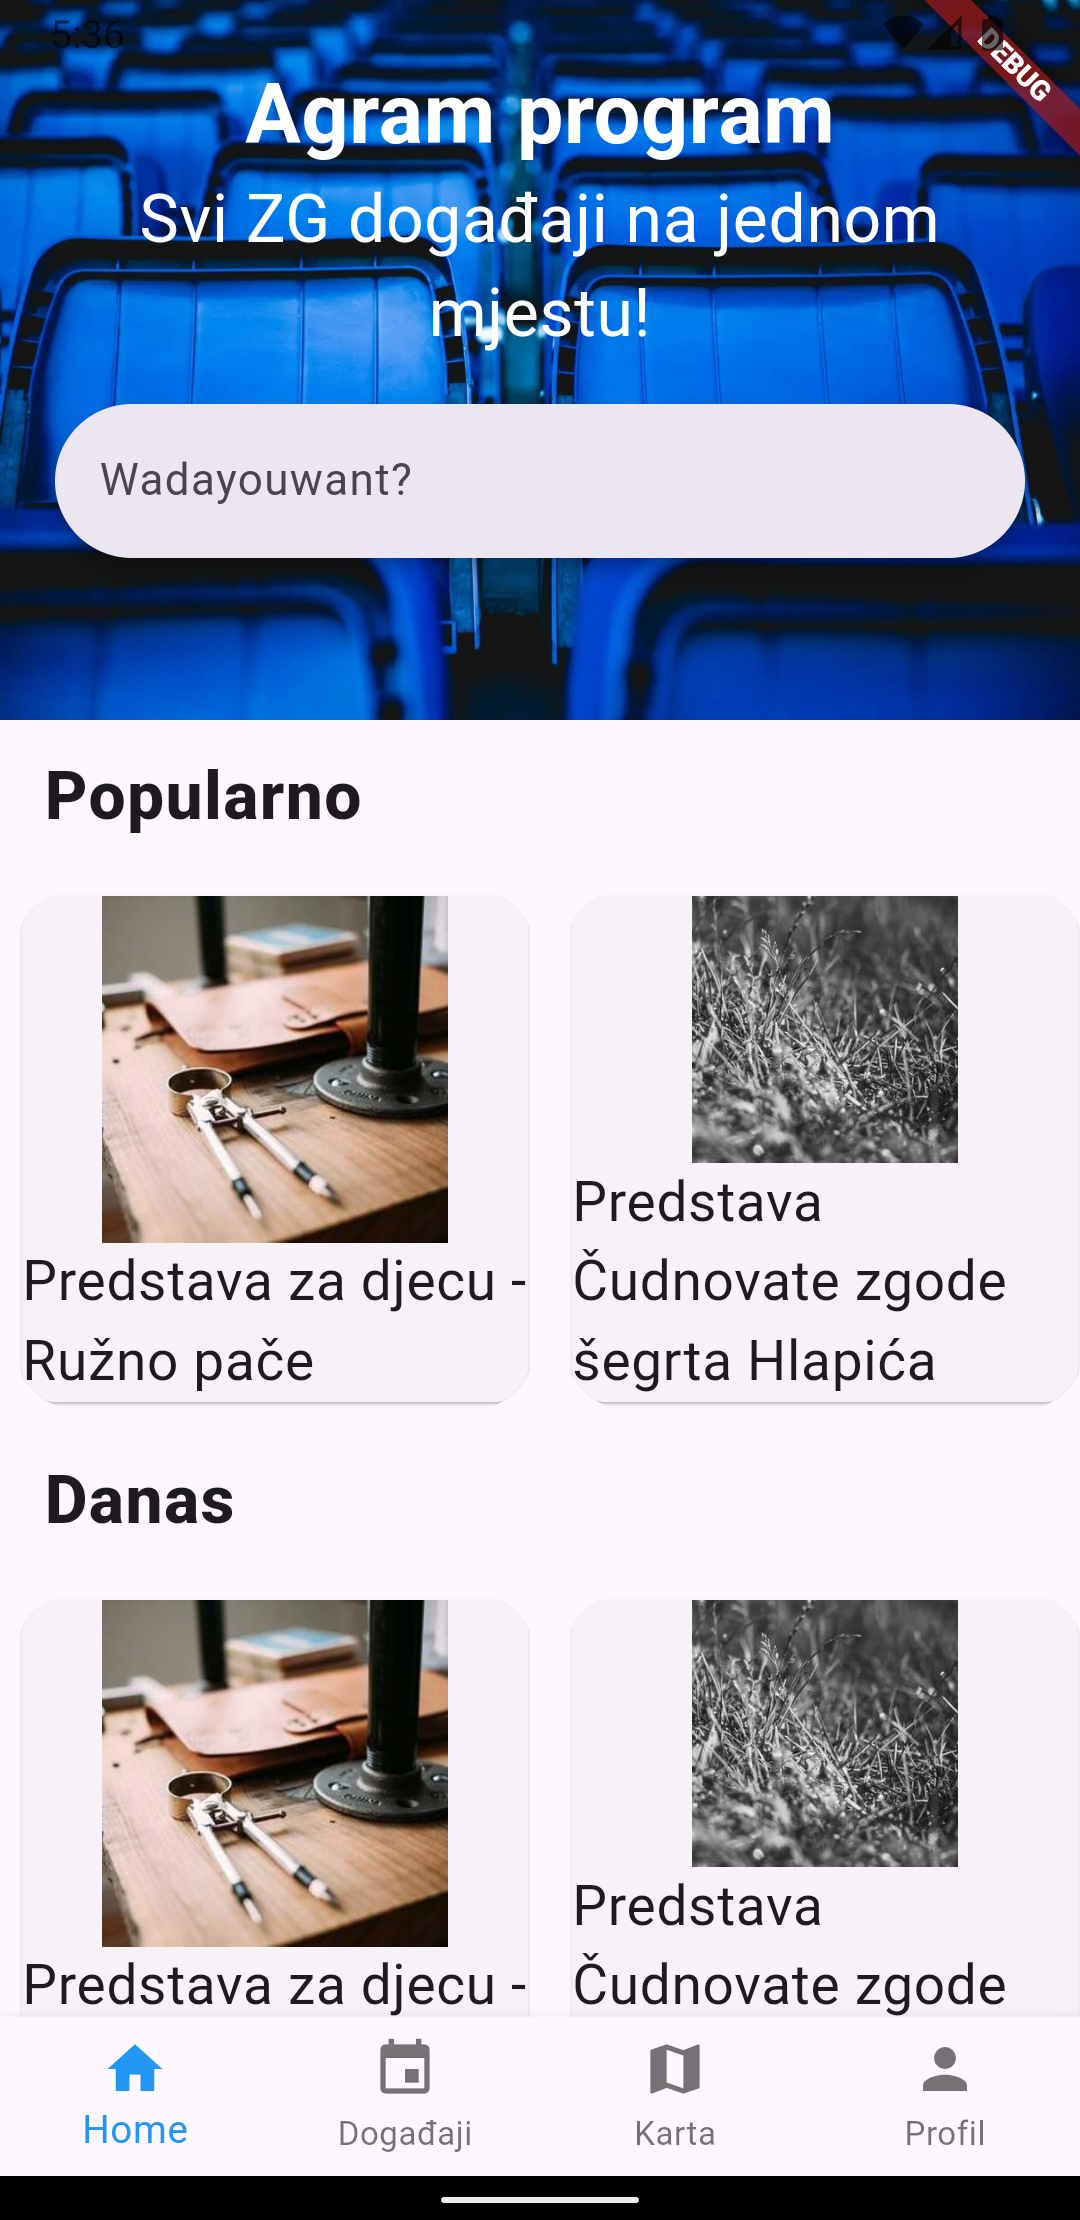 5:36
DEBUG
Agram program
Svi ZG događaji na jednom
mjestu!
Wadayouwant?
Popularno
Predstava za djecu -
Ružno pače
Predstava
Čudnovate zgode
šegrta Hlapića
Danas
Predstava za djecu -
Predstava
Čudnovate zgode
Home
Događaji
Karta
Profil